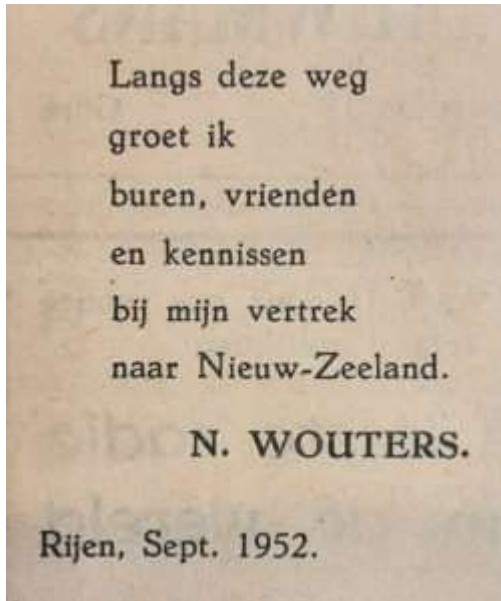 Langs deze weg
groet ik
buren, vrienden
en kennissen
bij mijn vertrek
naar Nieuw-Zeeland.
N. WOUTERS.
Rijen, Sept. 1952.